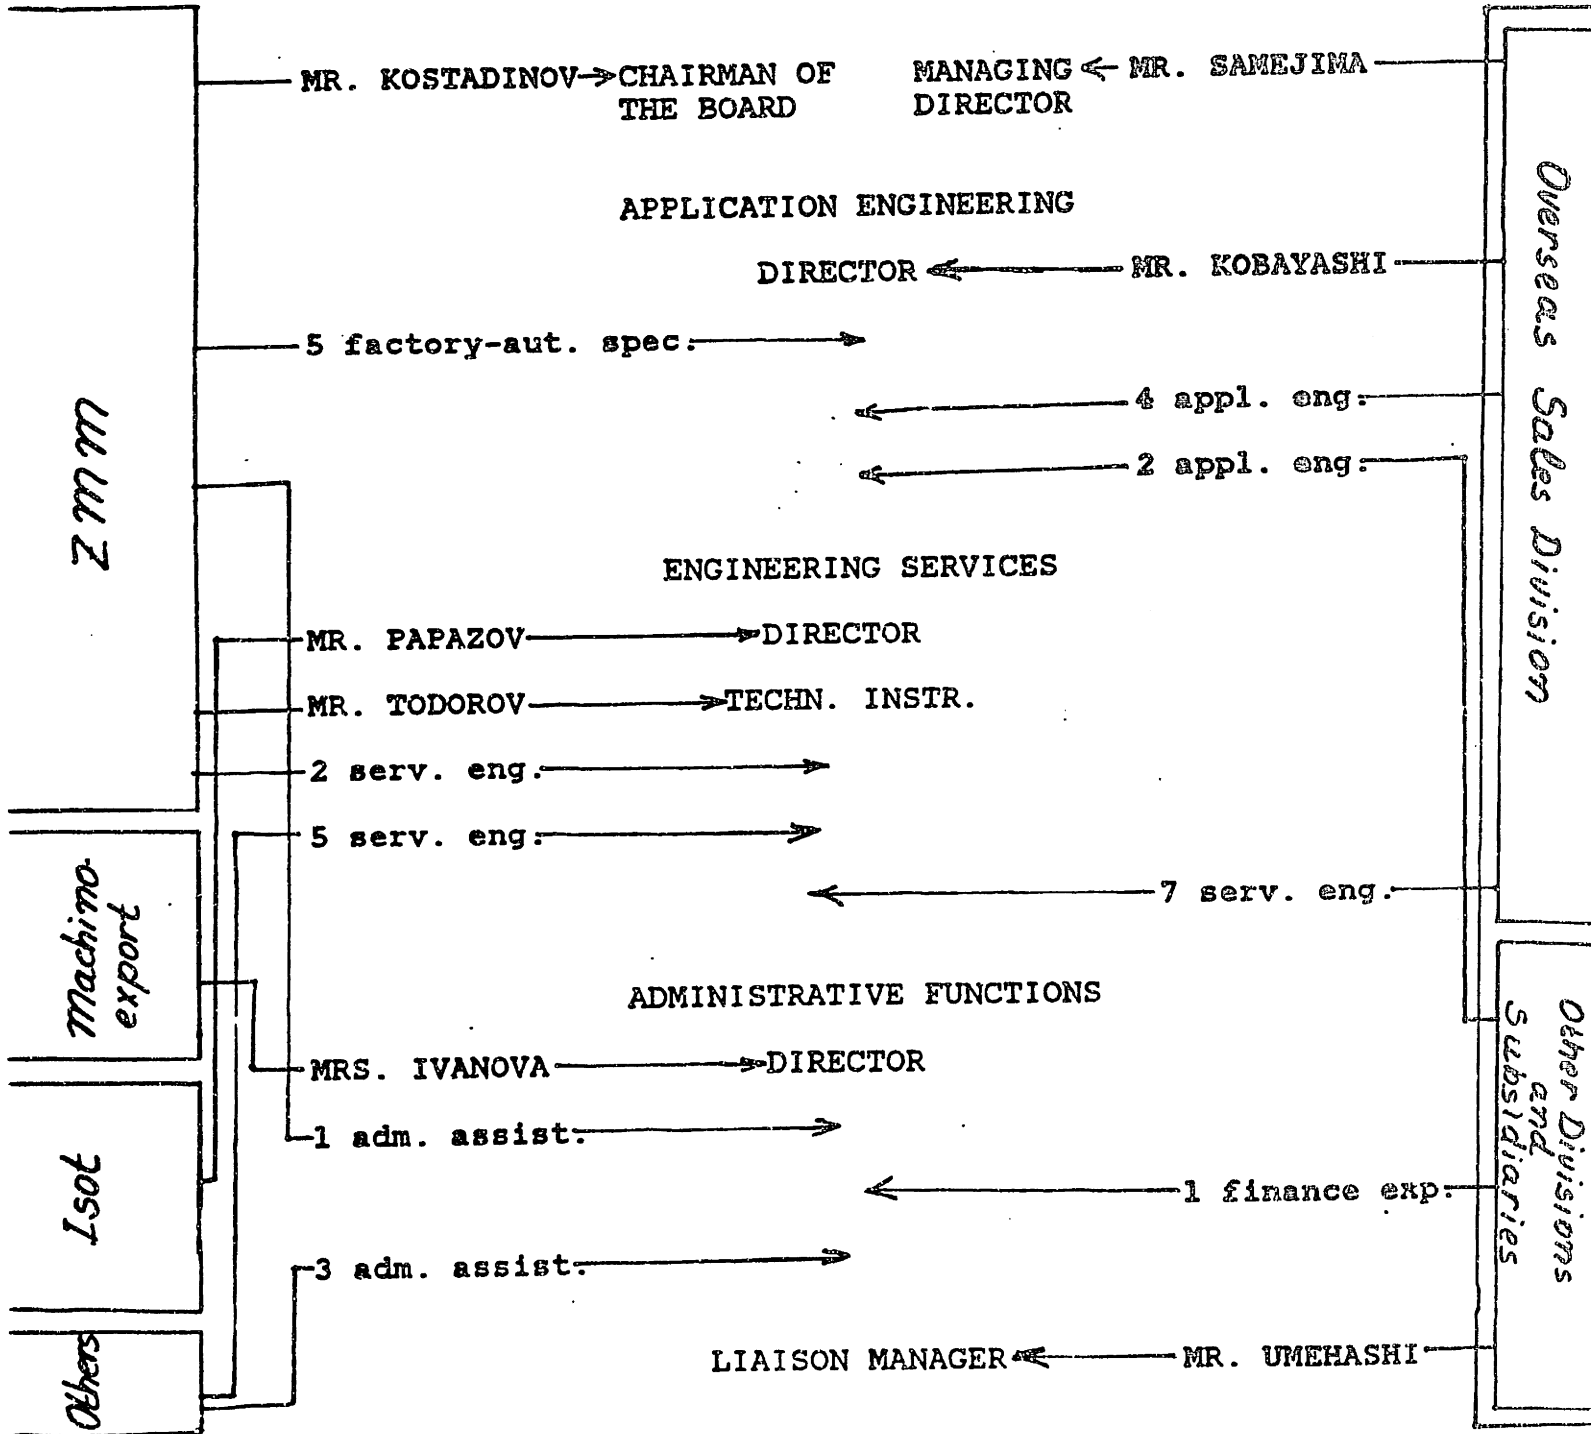 MR. KOSTADINOV CHAIRMAN OF MANAGING MR. SAMEJIMA
THE BOARD DIRECTOR
APPLICATION ENGINEERING
DIRECTOR MR. KOBAYASHI
5 factory-aut. spec.
4 appl. eng.
2 appl. eng.
ENGINEERING SERVICES
MR. PAPAZOV DIRECTOR
MR. TODOROV TECHN. INSTR.
2 serv. eng.
5 serv. eng.
7 serv. eng.
ADMINISTRATIVE FUNCTIONS
MRS. IVANOVA DIRECTOR
1 adm. assist.
1 finance exp.
3 adm. assist.
LIAISON MANAGER MR. UMEHASHI
ZMM
Machino-
export
Isot
Others
Overseas Sales Division
Other Divisions
and
Subsidiaries